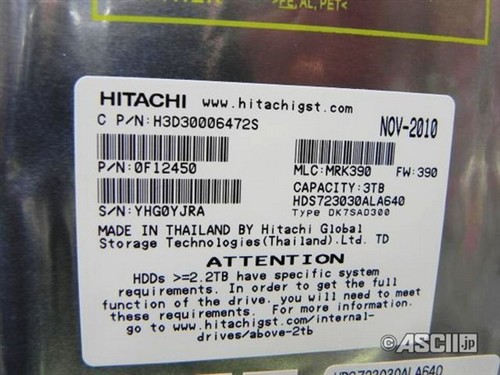 >PE,AL,PET<
HITACHI www.hitachigst.com
C P/N:H3D30006472S NOV-2010
P/N:0F12450 MLC:MRK390 FW:390
CAPACITY:3TB
HDS723030ALA640
S/N:YHG0YJRA Type DK7SAD300
MADE IN THAILAND BY Hitachi Global
Storage Technologies(Thailand).Ltd. TD
ATTENTION
HDDs >=2.2TB have specific system
requirements. In order to get the full
function of the drive, you will need to meet
these requirements. For more information,
go to www.hitachigst.com/internal-
drives/above-2tb
©ASCII.jp
HDS723030ALA640